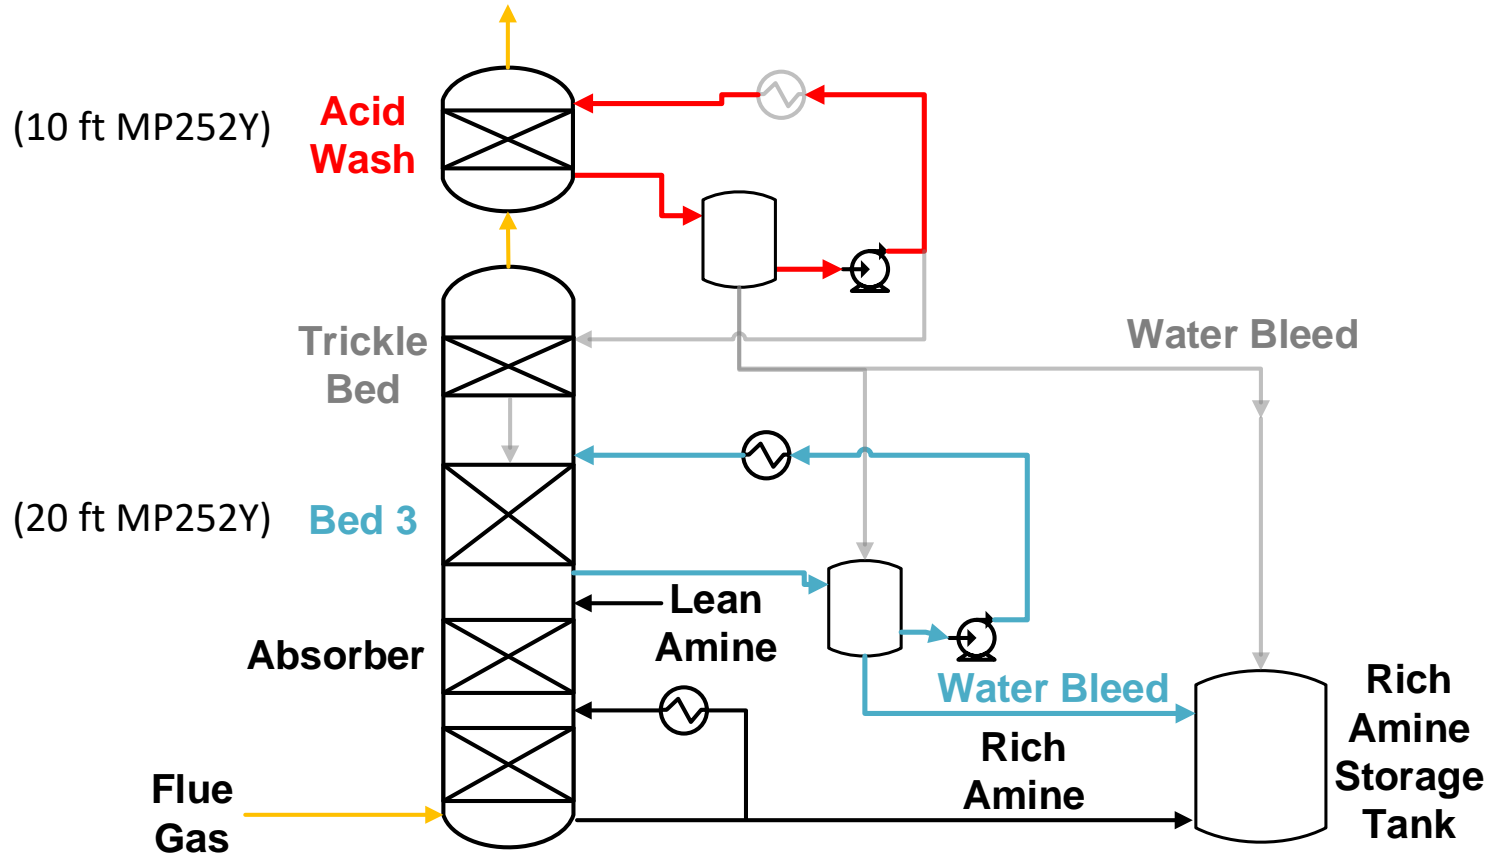 (10 ft MP252Y)
Acid
Wash
Trickle
Bed
Water Bleed
(20 ft MP252Y)
Bed 3
Lean
Amine
Absorber
Water Bleed
Rich
Amine
Rich
Amine
Storage
Tank
Flue
Gas